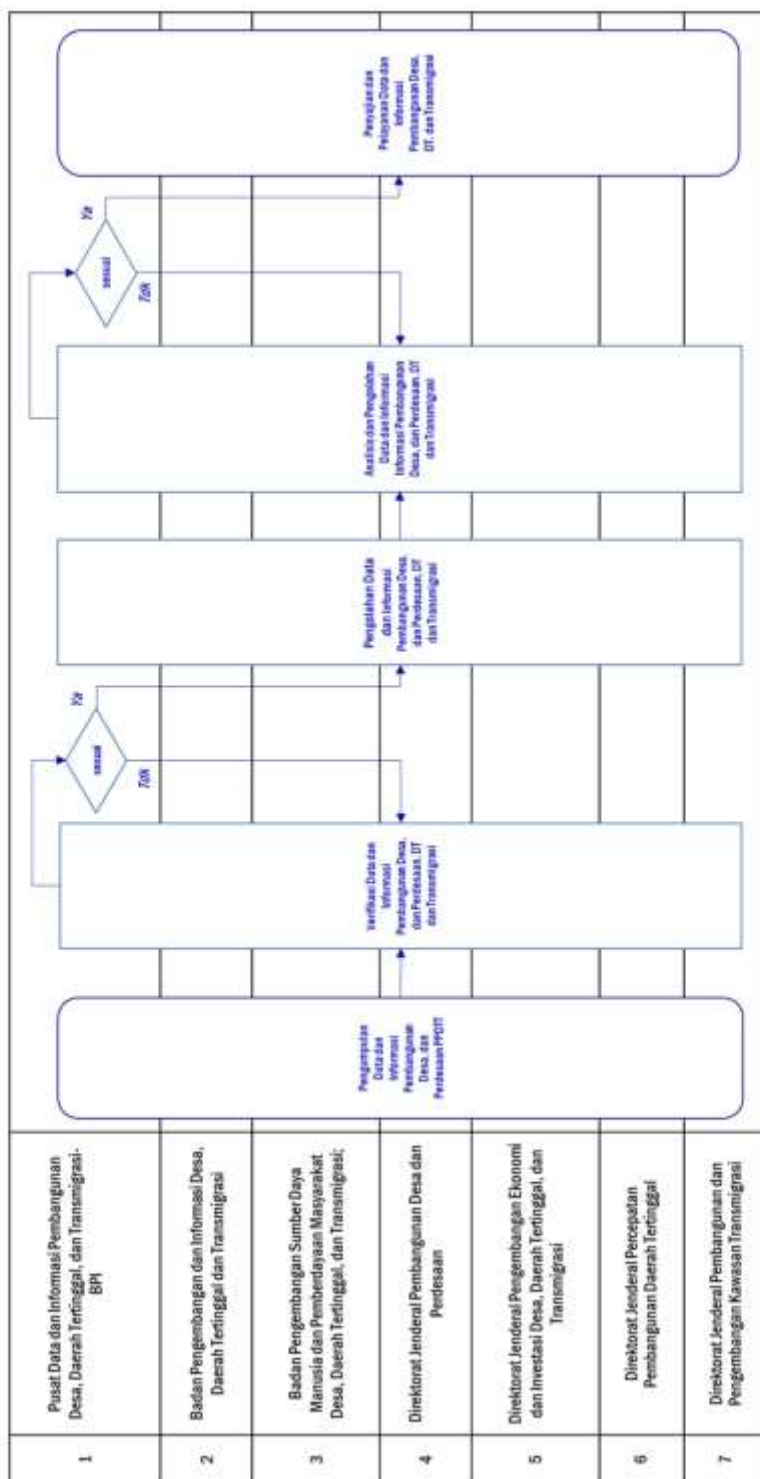 1
Pusat Data dan Informasi Pembangunan
Desa, Daerah Tertinggal, dan Transmigrasi-
BPI
2
Badan Pengembangan dan Informasi Desa,
Daerah Tertinggal dan Transmigrasi
3
Badan Pengembangan Sumber Daya
Manusia dan Pemberdayaan Masyarakat
Desa, Daerah Tertinggal, dan Transmigrasi;
4
Direktorat Jenderal Pembangunan Desa dan
Perdesaan
5
Direktorat Jenderal Pengembangan Ekonomi
dan Investasi Desa, Daerah Tertinggal, dan
Transmigrasi
6
Direktorat Jenderal Percepatan
Pembangunan Daerah Tertinggal
7
Direktorat Jenderal Pembangunan dan
Pengembangan Kawasan Transmigrasi
Pengumpulan
Data dan
Informasi
Pembangunan
Desa, dan
Perdesaan PPDTT
Verifikasi Data dan
Informasi
Pembangunan Desa,
dan Perdesaan, DT
dan Transmigrasi
sesuai
Ya
Tdk
Pengolahan Data
dan Informasi
Pembangunan Desa,
dan Perdesaan, DT
dan Transmigrasi
Analisis dan Pengolahan
Data dan Informasi
Informasi Pembangunan
Desa, dan Perdesaan, DT
dan Transmigrasi
sesuai
Ya
Tdk
Penyajian dan
Pelayanan Data dan
Informasi
Pembangunan Desa,
DT, dan Transmigrasi